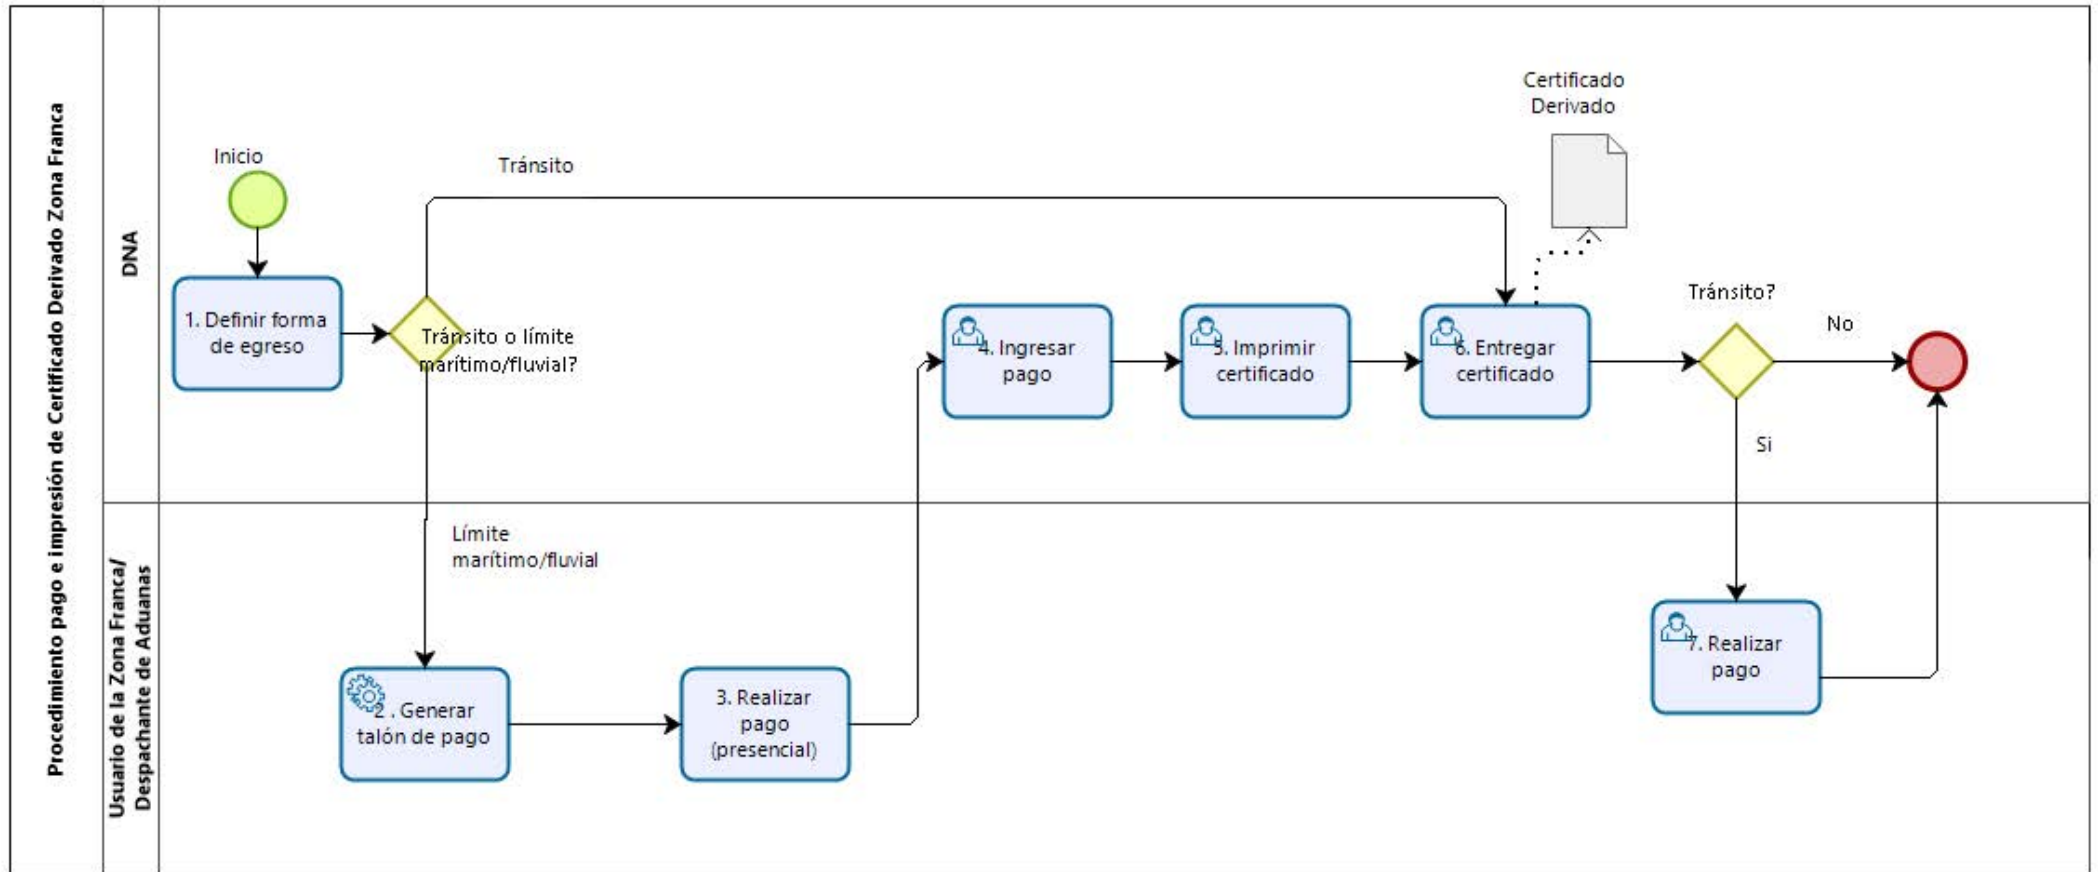 Procedimiento pago e impresión de Certificado Derivado Zona Franca
DNA
Inicio
1. Definir forma
de egreso
Tránsito
Tránsito o límite
marítimo/fluvial?
4. Ingresar
pago
5. Imprimir
certificado
6. Entregar
certificado
Certificado
Derivado
Tránsito?
No
Si
Usuario de la Zona Franca/
Despachante de Aduanas
Límite
marítimo/fluvial
2 . Generar
talón de pago
3. Realizar
pago
(presencial)
7. Realizar
pago